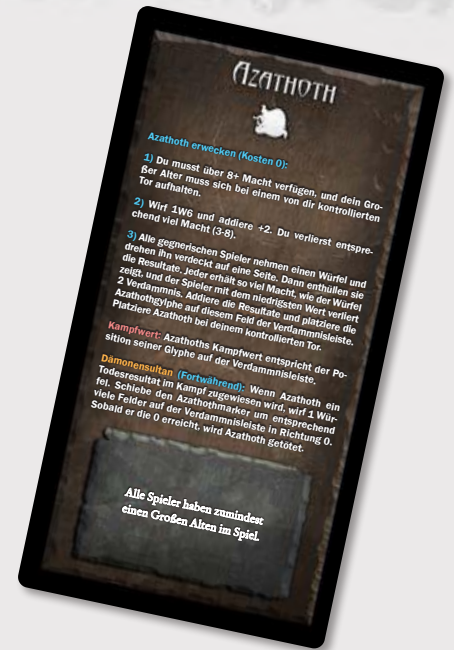 AZATHOTH
Azathoth erwecken (Kosten 0):
1) Du musst über 8+ Macht verfügen, und dein Gro-
ßer Alter muss sich bei einem von dir kontrollierten
Tor aufhalten.
2) Wirf 1W6 und addiere +2. Du verlierst entspre-
chend viel Macht (3-8).
3) Alle gegnerischen Spieler nehmen einen Würfel und
drehen ihn verdeckt auf eine Seite. Dann enthüllen sie
die Resultate. Jeder erhält so viel Macht, wie der Würfel
zeigt, und der Spieler mit dem niedrigsten Wert verliert
2 Verdammnis. Addiere die Resultate und platziere die
Azathothglyphe auf diesem Feld der Verdammnisleiste.
Platziere Azathoth bei deinem kontrollierten Tor.
Kampfwert: Azathoths Kampfwert entspricht der Po-
sition seiner Glyphe auf der Verdammnisleiste.
Dämonensultan (Fortwährend): Wenn Azathoth ein
Todesresultat im Kampf zugewiesen wird, wirf 1 Wür-
fel. Schiebe den Azathothmarker um entsprechend
viele Felder auf der Verdammnisleiste in Richtung 0.
Sobald er die 0 erreicht, wird Azathoth getötet.
Alle Spieler haben zumindest
einen Großen Alten im Spiel.